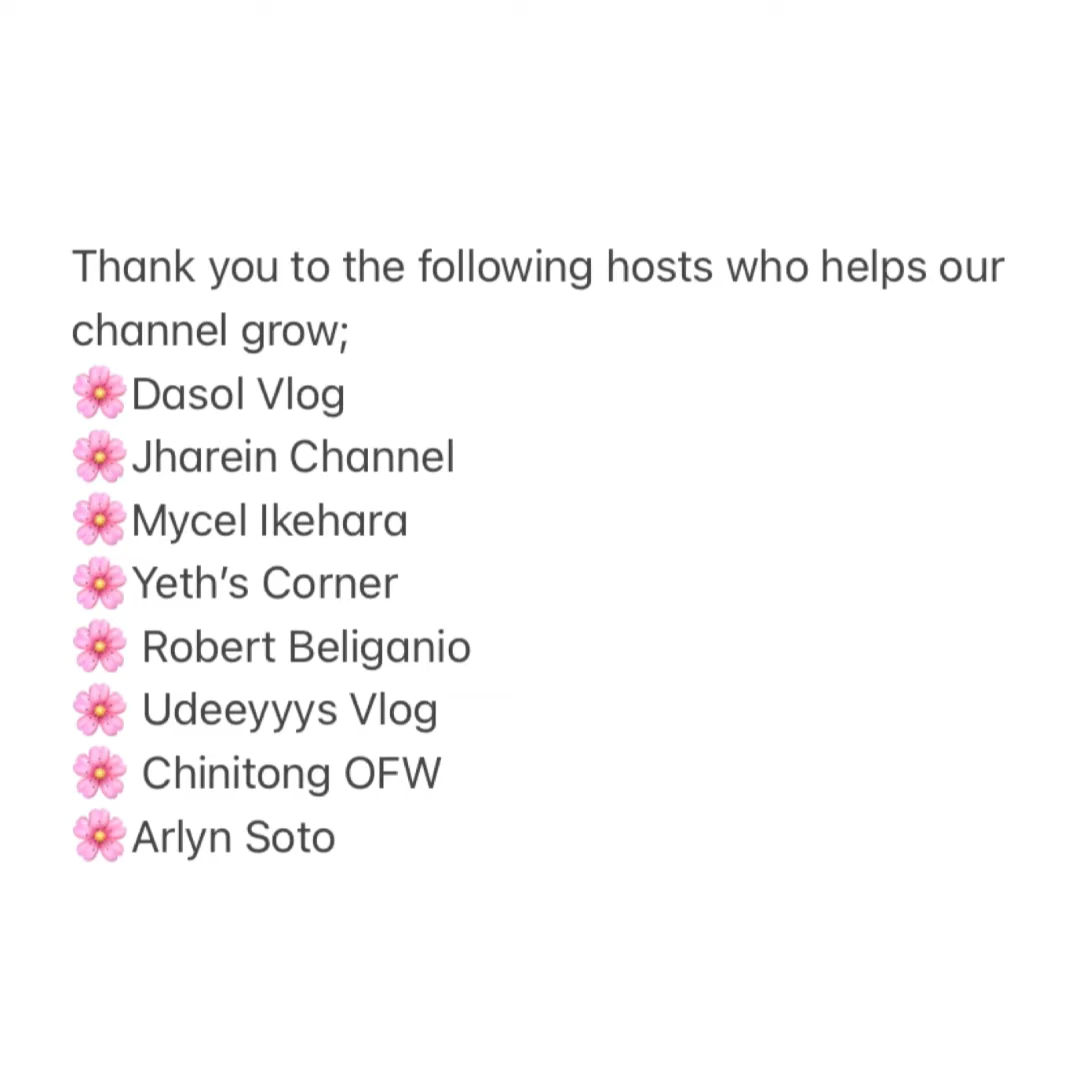 Thank you to the following hosts who helps our
channel grow;
🌸Dasol Vlog
🌸Jharein Channel
🌸Mycel Ikehara
🌸Yeth’s Corner
🌸 Robert Beliganio
🌸 Udeeyyys Vlog
🌸 Chinitong OFW
🌸Arlyn Soto